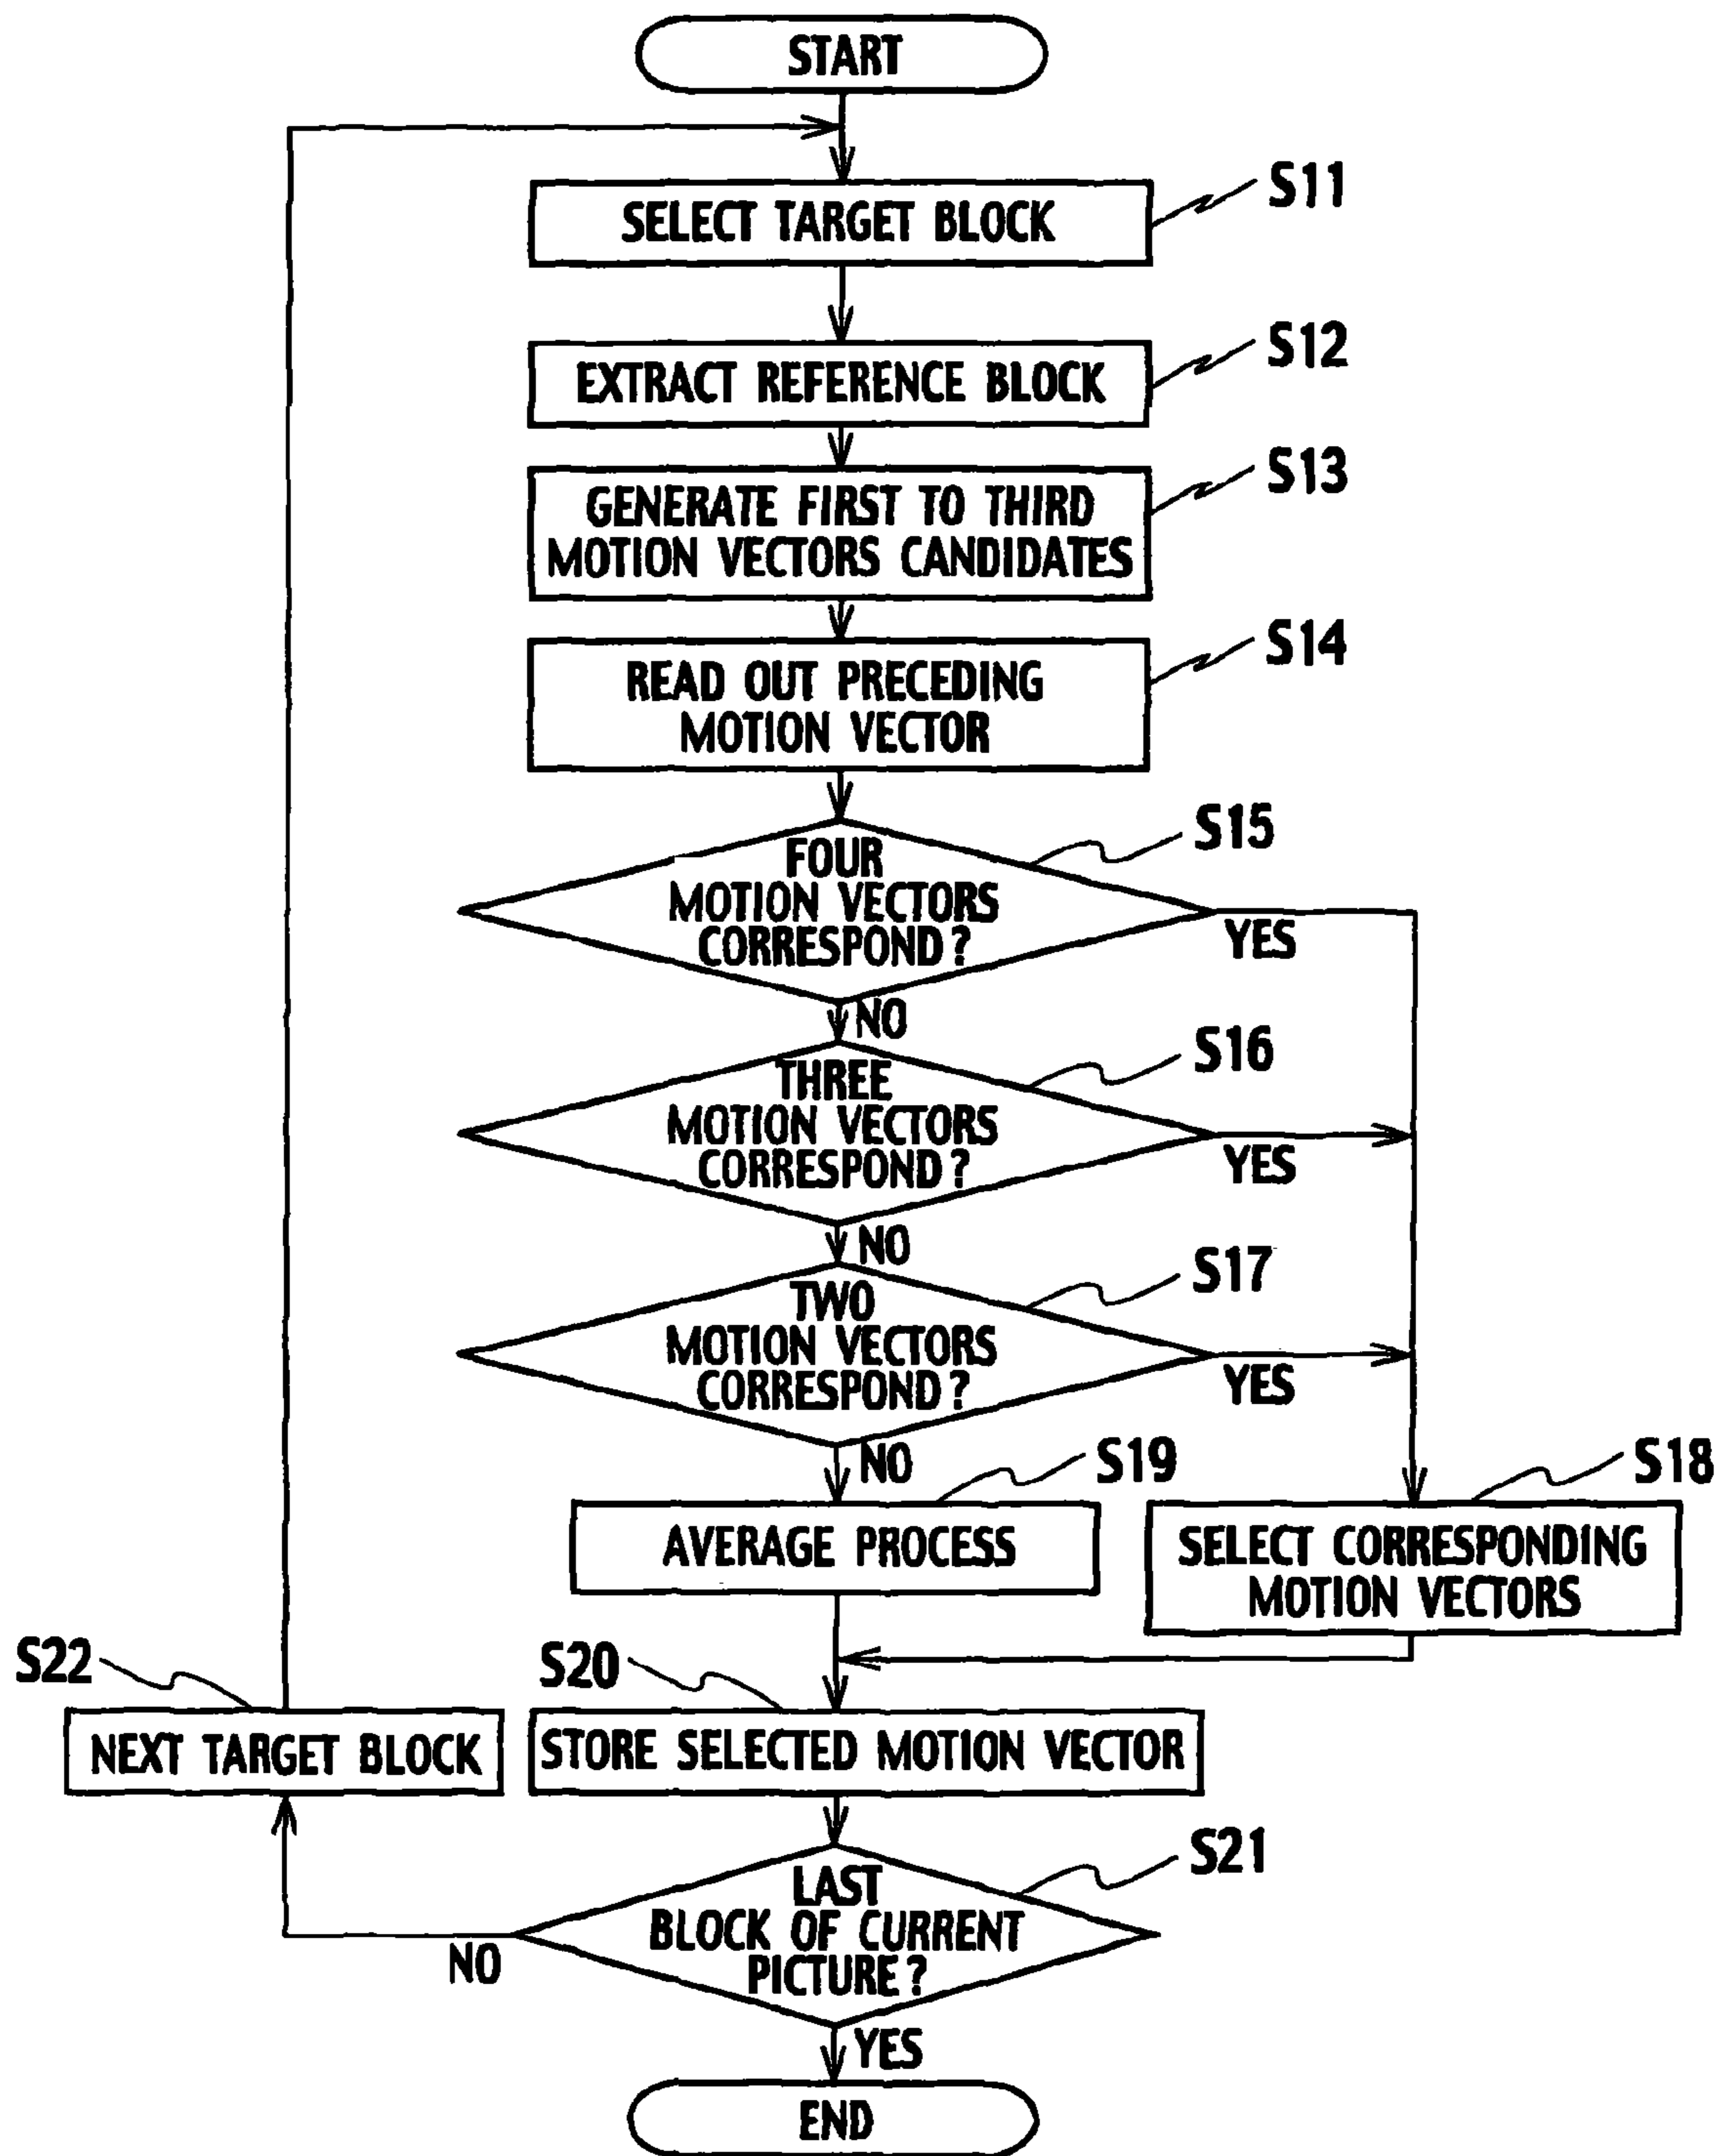 START
S11
SELECT TARGET BLOCK
S12
EXTRACT REFERENCE BLOCK
S13
GENERATE FIRST TO THIRD
MOTION VECTORS CANDIDATES
S14
READ OUT PRECEDING
MOTION VECTOR
S15
FOUR
MOTION VECTORS
CORRESPOND?
YES
NO
S16
THREE
MOTION VECTORS
CORRESPOND?
YES
NO
S17
TWO
MOTION VECTORS
CORRESPOND?
YES
NO
S19
S18
AVERAGE PROCESS
SELECT CORRESPONDING
MOTION VECTORS
S22
S20
NEXT TARGET BLOCK
STORE SELECTED MOTION VECTOR
S21
LAST
BLOCK OF CURRENT
PICTURE?
NO
YES
END